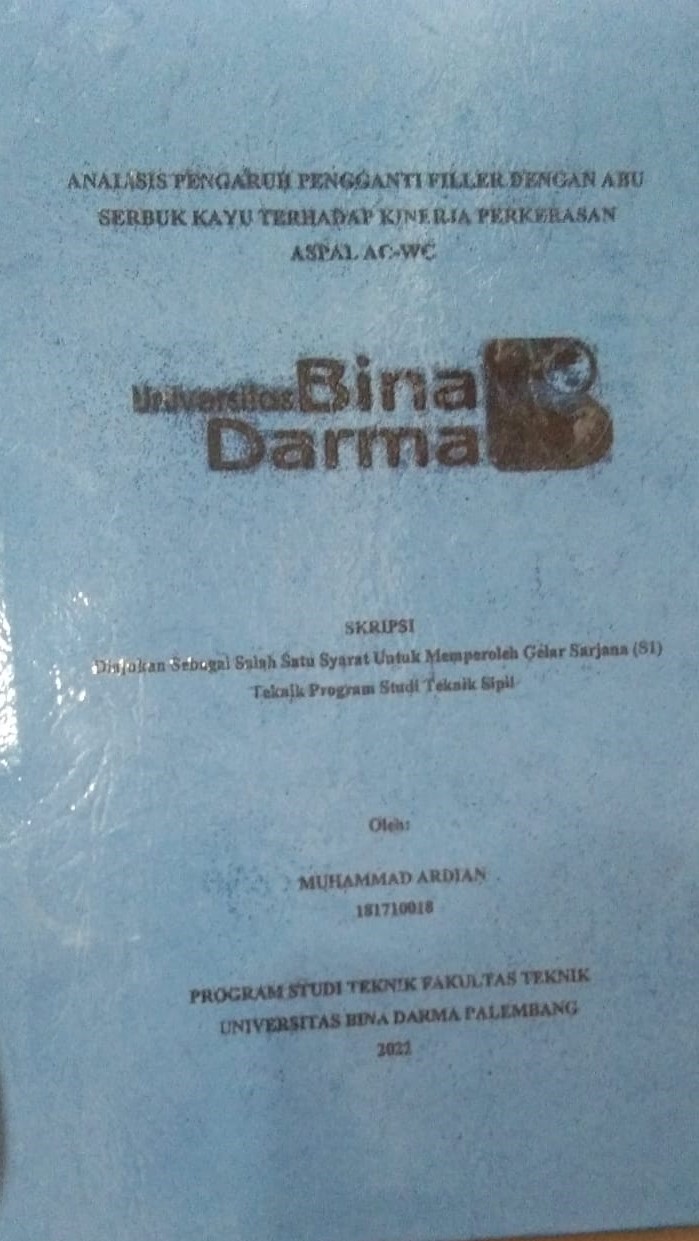 ANALISIS PENGARUH PENGGANTI FILLER DENGAN ABU
SERBUK KAYU TERHADAP KINERJA PERKERASAN
ASPAL AC-WC
Universitas Bina
Darma
SKRIPSI
Diajukan Sebagai Salah Satu Syarat Untuk Memperoleh Gelar Sarjana (S1)
Teknik Program Studi Teknik Sipil
Oleh:
MUHAMMAD ARDIAN
181710018
PROGRAM STUDI TEKNIK FAKULTAS TEKNIK
UNIVERSITAS BINA DARMA PALEMBANG
2022